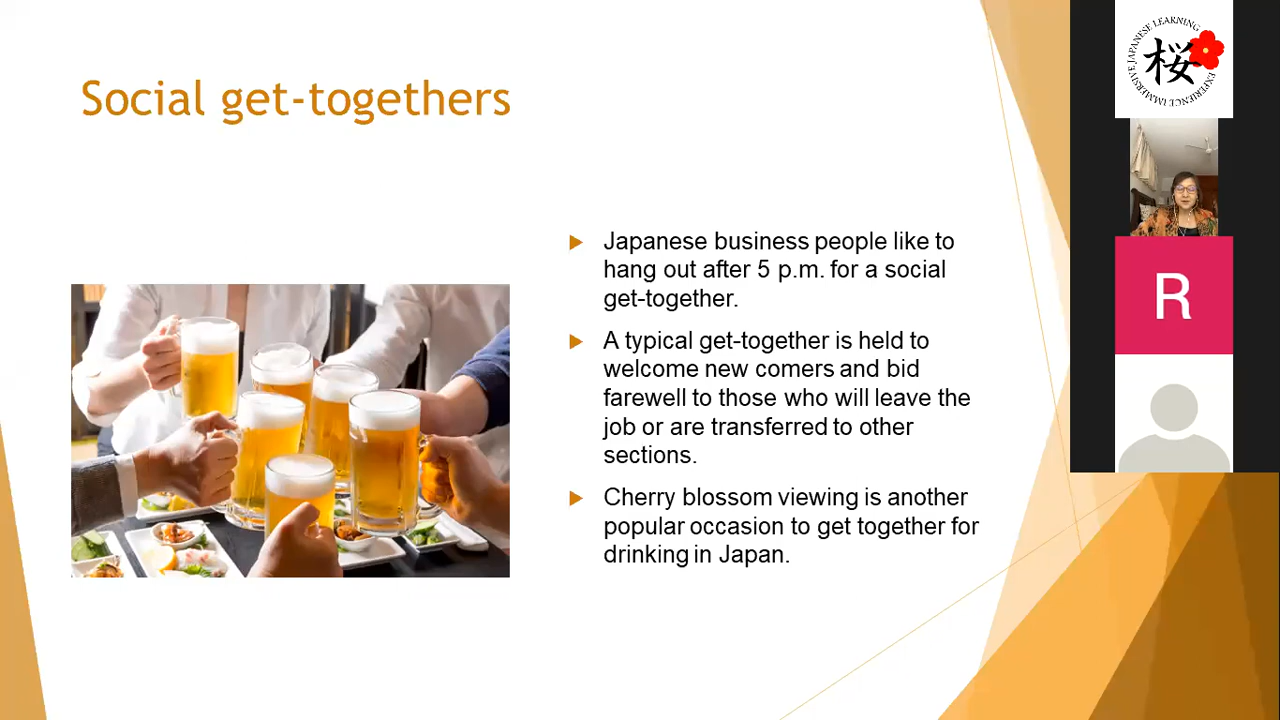 Social get-togethers
Japanese business people like to
hang out after 5 p.m. for a social
get-together.
A typical get-together is held to
welcome new comers and bid
farewell to those who will leave the
job or are transferred to other
sections.
Cherry blossom viewing is another
popular occasion to get together for
drinking in Japan.
IMMERSIVE JAPANESE LEARNING EXPERIENCE
桜
R